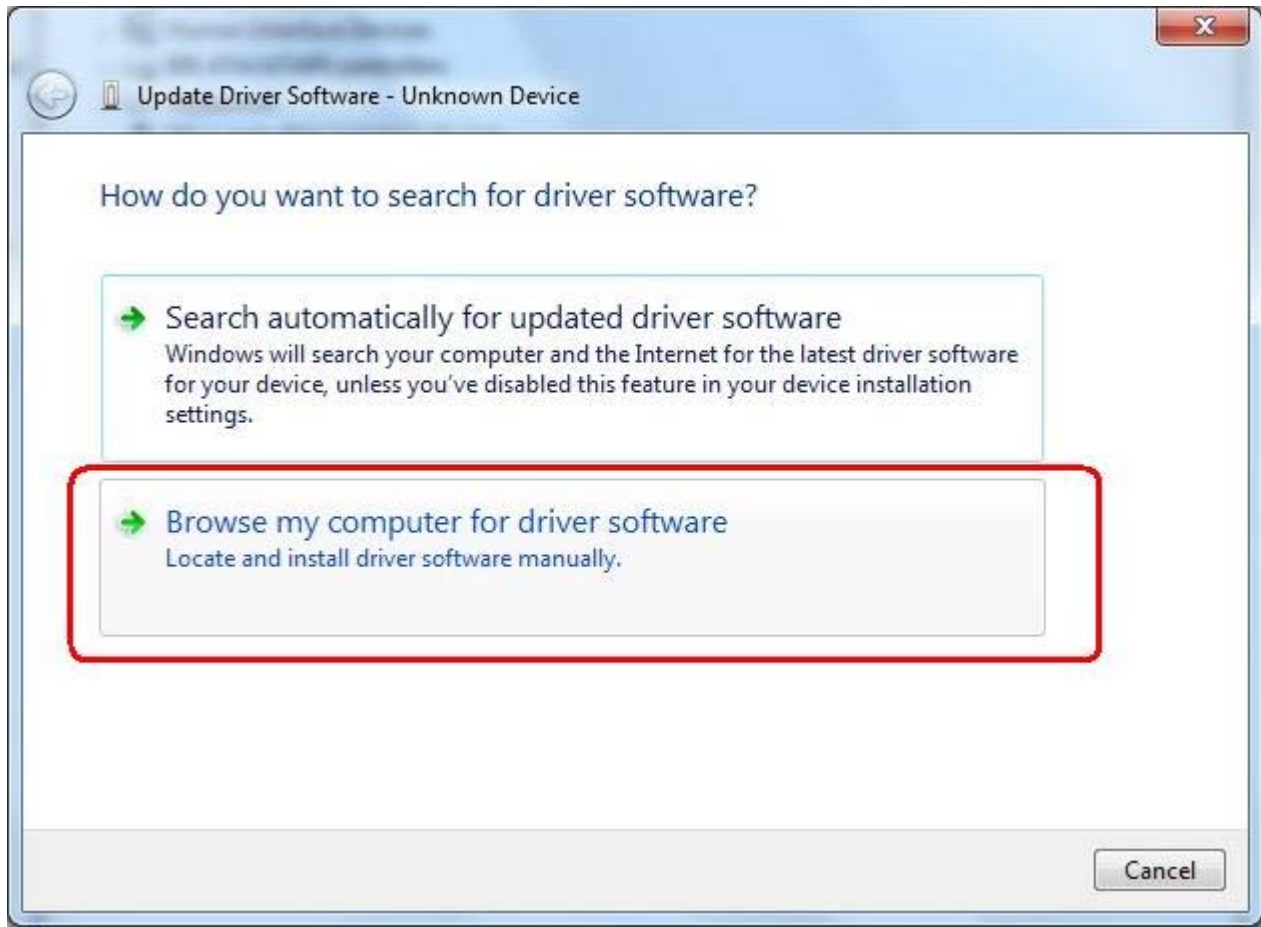 Update Driver Software - Unknown Device
How do you want to search for driver software?
Search automatically for updated driver software
Windows will search your computer and the Internet for the latest driver software
for your device, unless you've disabled this feature in your device installation
settings.
Browse my computer for driver software
Locate and install driver software manually.
Cancel